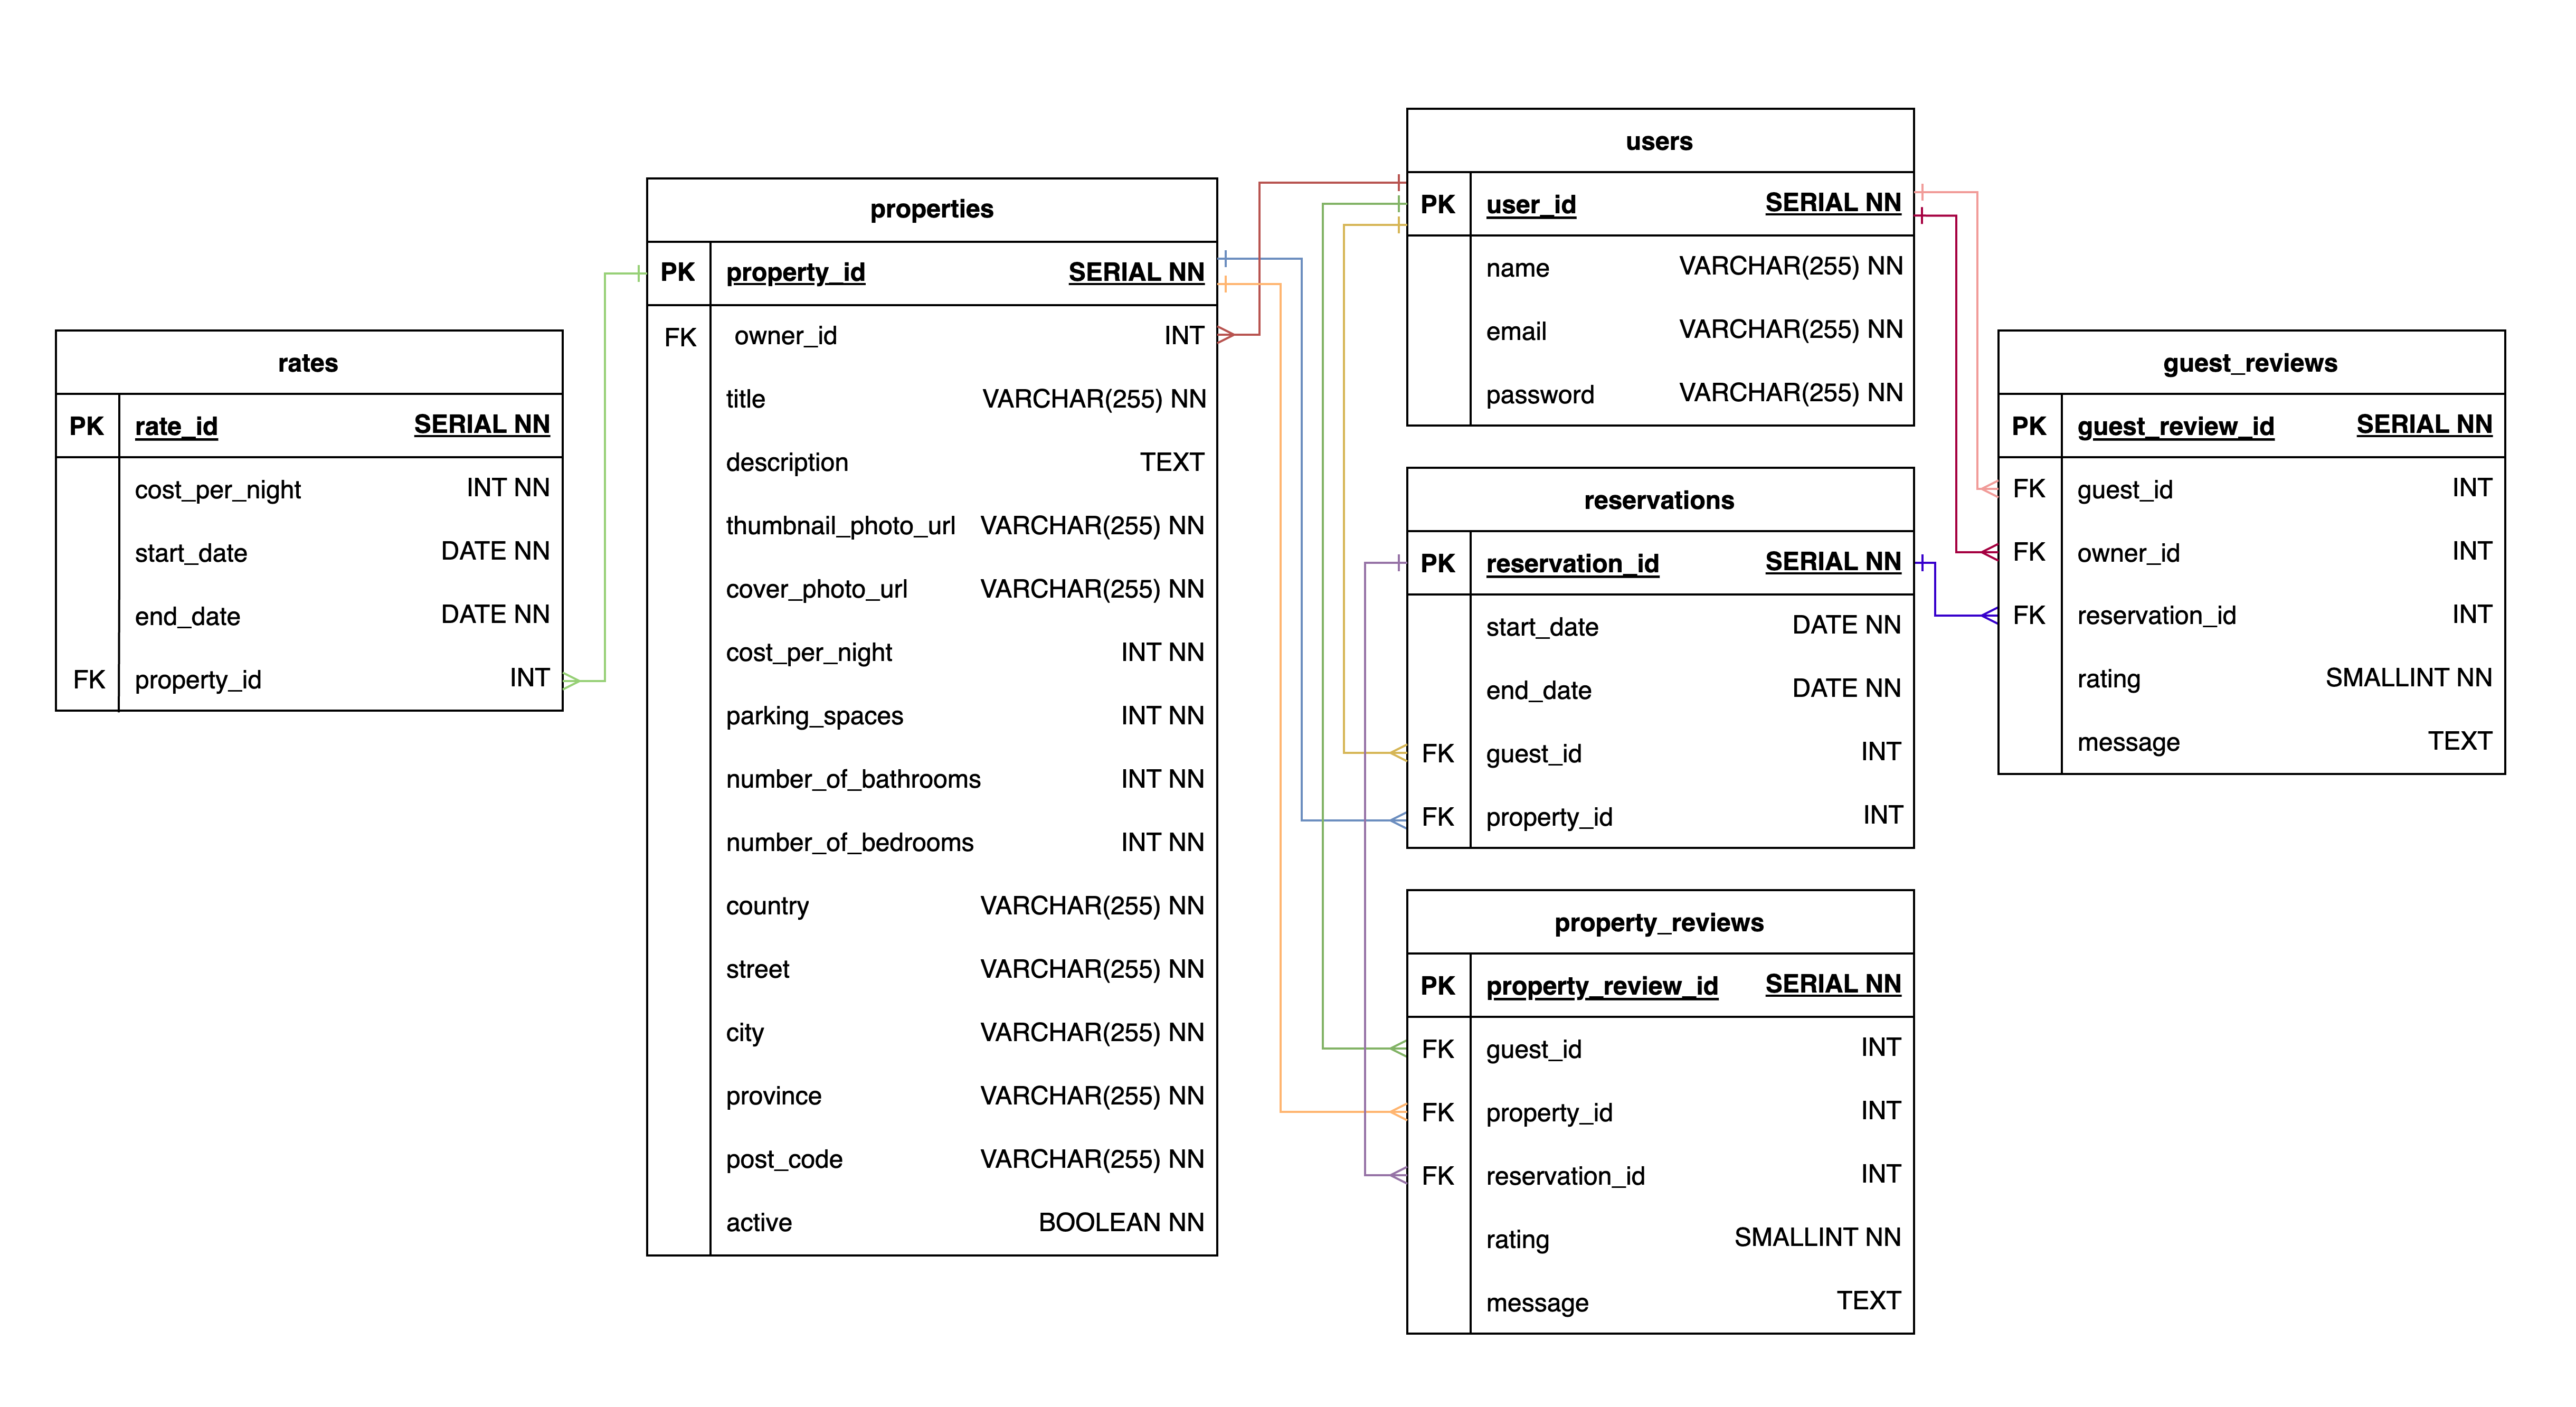 rates
PK rate_id SERIAL NN
cost_per_night INT NN
start_date DATE NN
end_date DATE NN
FK property_id INT
properties
PK property_id SERIAL NN
FK owner_id INT
title VARCHAR(255) NN
description TEXT
thumbnail_photo_url VARCHAR(255) NN
cover_photo_url VARCHAR(255) NN
cost_per_night INT NN
parking_spaces INT NN
number_of_bathrooms INT NN
number_of_bedrooms INT NN
country VARCHAR(255) NN
street VARCHAR(255) NN
city VARCHAR(255) NN
province VARCHAR(255) NN
post_code VARCHAR(255) NN
active BOOLEAN NN
users
PK user_id SERIAL NN
name VARCHAR(255) NN
email VARCHAR(255) NN
password VARCHAR(255) NN
reservations
PK reservation_id SERIAL NN
start_date DATE NN
end_date DATE NN
FK guest_id INT
FK property_id INT
property_reviews
PK property_review_id SERIAL NN
FK guest_id INT
FK property_id INT
FK reservation_id INT
rating SMALLINT NN
message TEXT
guest_reviews
PK guest_review_id SERIAL NN
FK guest_id INT
FK owner_id INT
FK reservation_id INT
rating SMALLINT NN
message TEXT